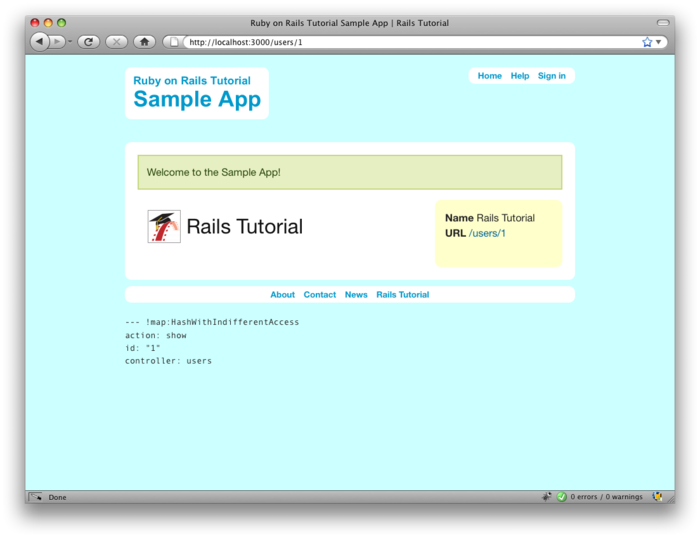 Ruby on Rails Tutorial Sample App | Rails Tutorial
http://localhost:3000/users/1
Ruby on Rails Tutorial
Sample App
Home Help Sign in
Welcome to the Sample App!
Rails Tutorial
Name Rails Tutorial
URL /users/1
About Contact News Rails Tutorial
--- !map:HashWithIndifferentAccess
action: show
id: "1"
controller: users
Done
0 errors / 0 warnings